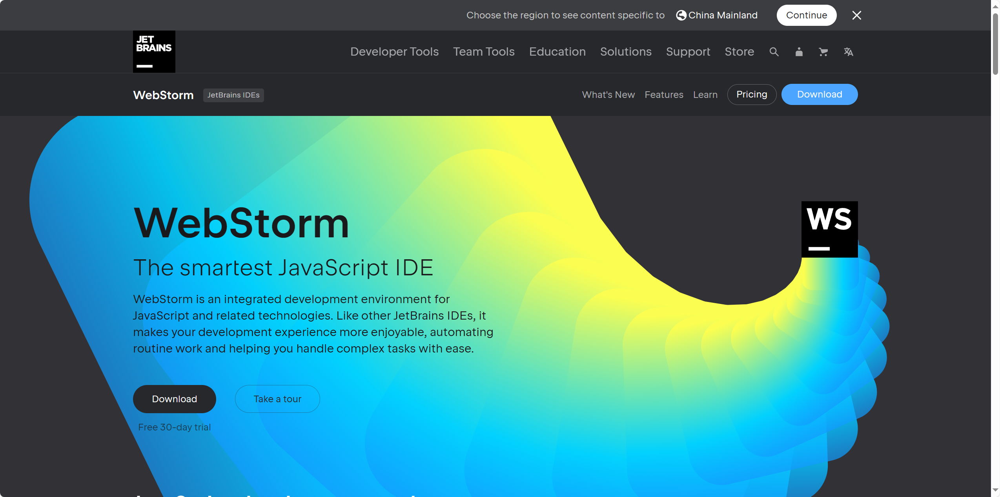 Choose the region to see content specific to China Mainland Continue
JET
BRAINS
Developer Tools Team Tools Education Solutions Support Store
WebStorm JetBrains IDEs What's New Features Learn Pricing Download
WS
WebStorm
The smartest JavaScript IDE
WebStorm is an integrated development environment for
JavaScript and related technologies. Like other JetBrains IDEs, it
makes your development experience more enjoyable, automating
routine work and helping you handle complex tasks with ease.
Download Take a tour
Free 30-day trial